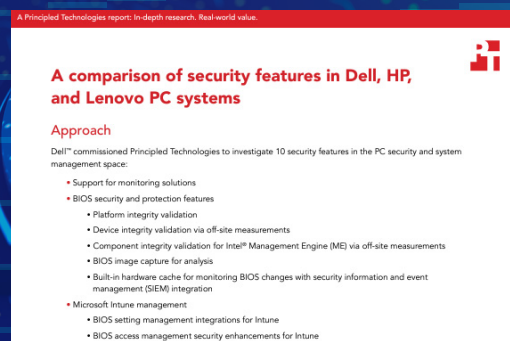 A Principled Technologies report: In-depth research. Real-world value.
PT
A comparison of security features in Dell, HP,
and Lenovo PC systems
Approach
Dell™ commissioned Principled Technologies to investigate 10 security features in the PC security and system
management space:
• Support for monitoring solutions
• BIOS security and protection features
• Platform integrity validation
• Device integrity validation via off-site measurements
• Component integrity validation for Intel® Management Engine (ME) via off-site measurements
• BIOS image capture for analysis
• Built-in hardware cache for monitoring BIOS changes with security information and event
management (SIEM) integration
• Microsoft Intune management
• BIOS setting management integrations for Intune
• BIOS access management security enhancements for Intune